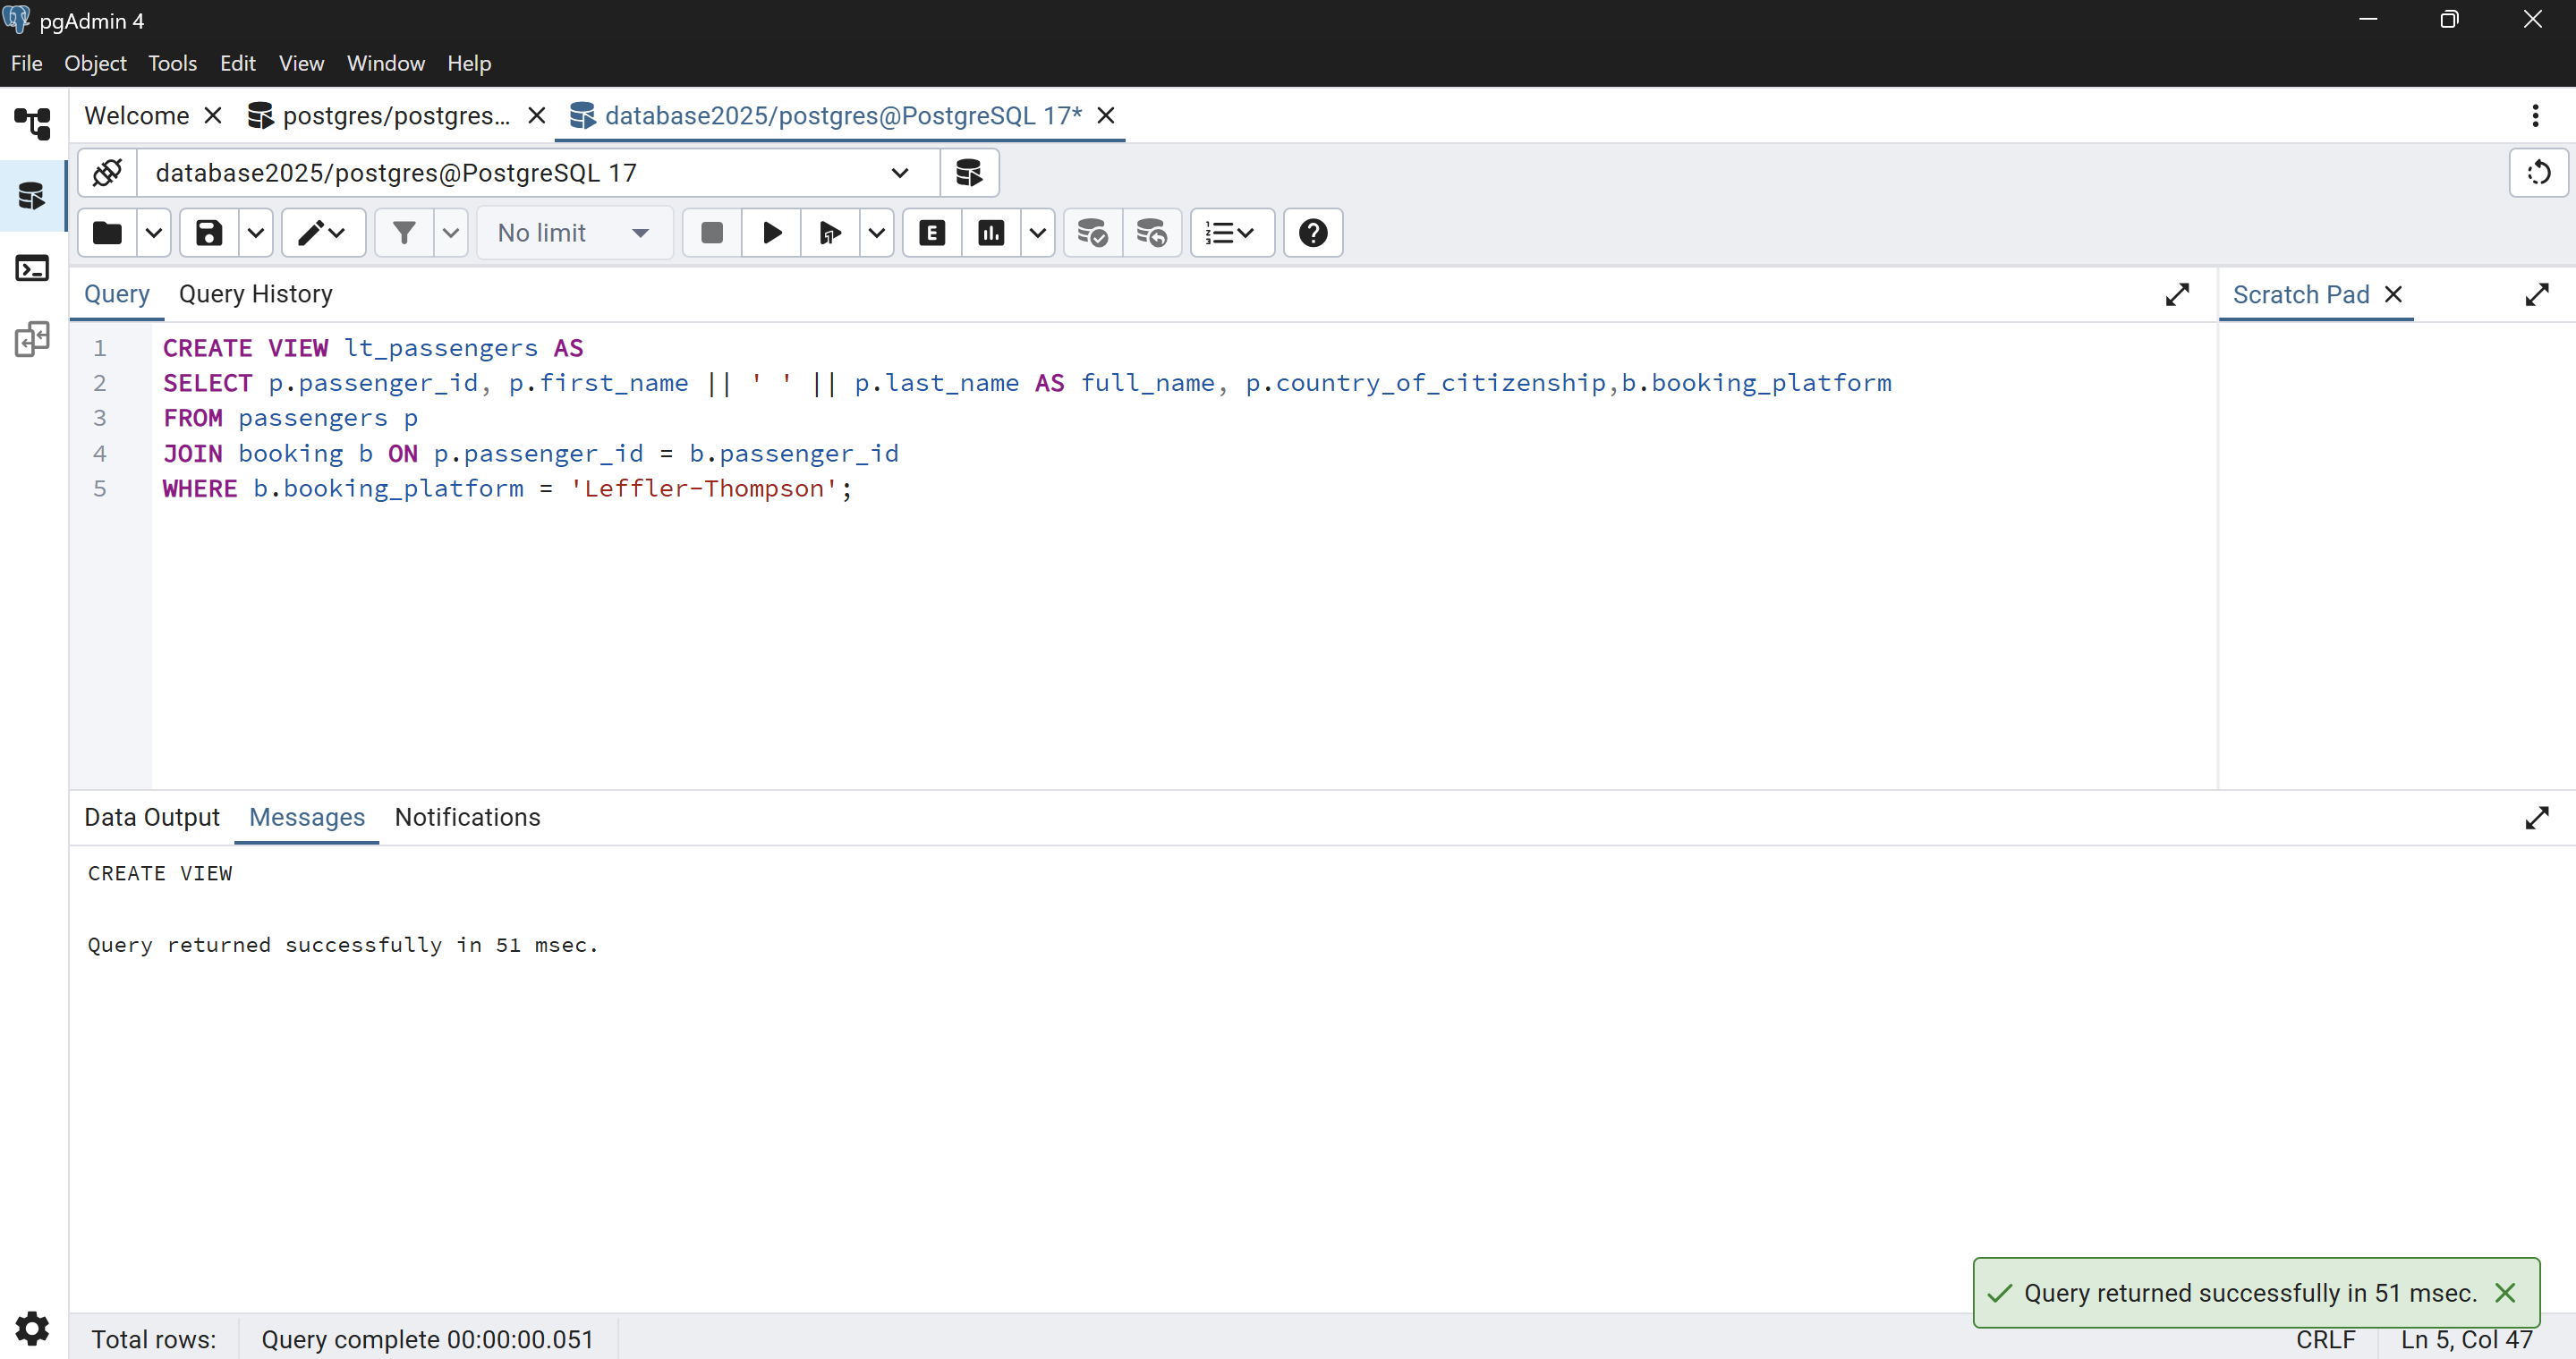 pgAdmin 4
File Object Tools Edit View Window Help
Welcome postgres/postgres... database2025/postgres@PostgreSQL 17*
database2025/postgres@PostgreSQL 17
No limit
Query Query History Scratch Pad
1 CREATE VIEW lt_passengers AS
2 SELECT p.passenger_id, p.first_name || ' ' || p.last_name AS full_name, p.country_of_citizenship,b.booking_platform
3 FROM passengers p
4 JOIN booking b ON p.passenger_id = b.passenger_id
5 WHERE b.booking_platform = 'Leffler-Thompson';
Data Output Messages Notifications
CREATE VIEW
Query returned successfully in 51 msec.
Query returned successfully in 51 msec.
Total rows: Query complete 00:00:00.051 CRLF Ln 5, Col 47